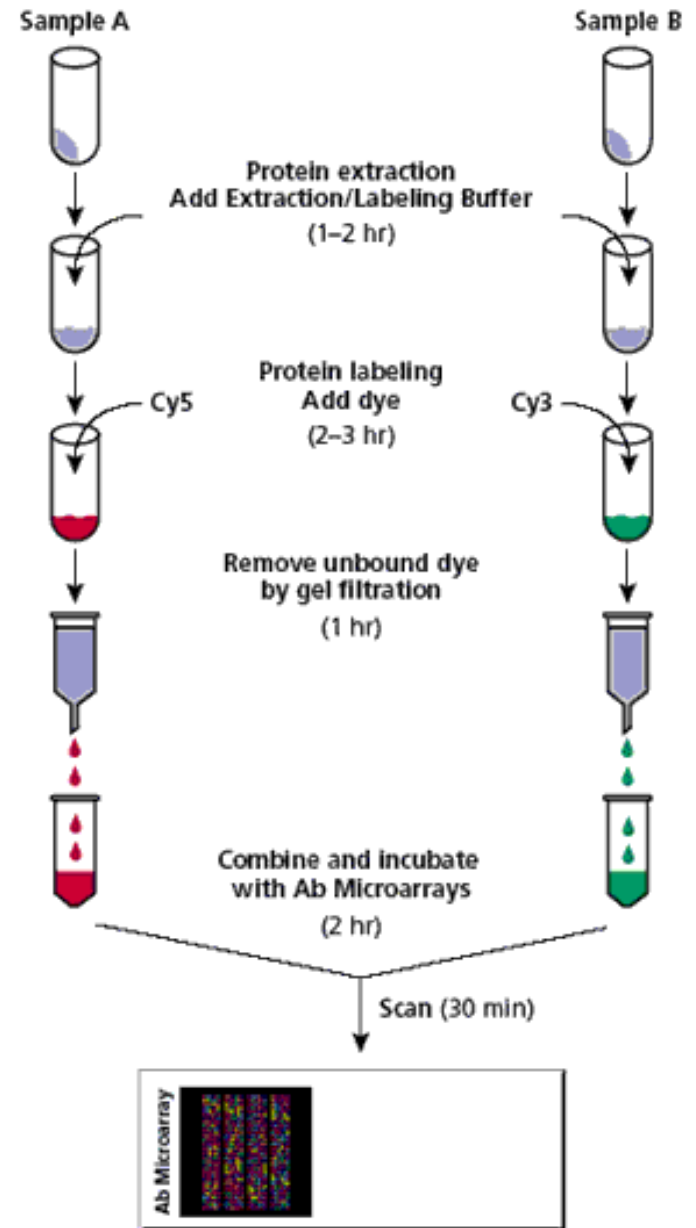 Sample A
Sample B
Protein extraction
Add Extraction/Labeling Buffer
(1–2 hr)
Protein labeling
Add dye
(2–3 hr)
Cy5
Cy3
Remove unbound dye
by gel filtration
(1 hr)
Combine and incubate
with Ab Microarrays
(2 hr)
Scan (30 min)
Ab Microarray